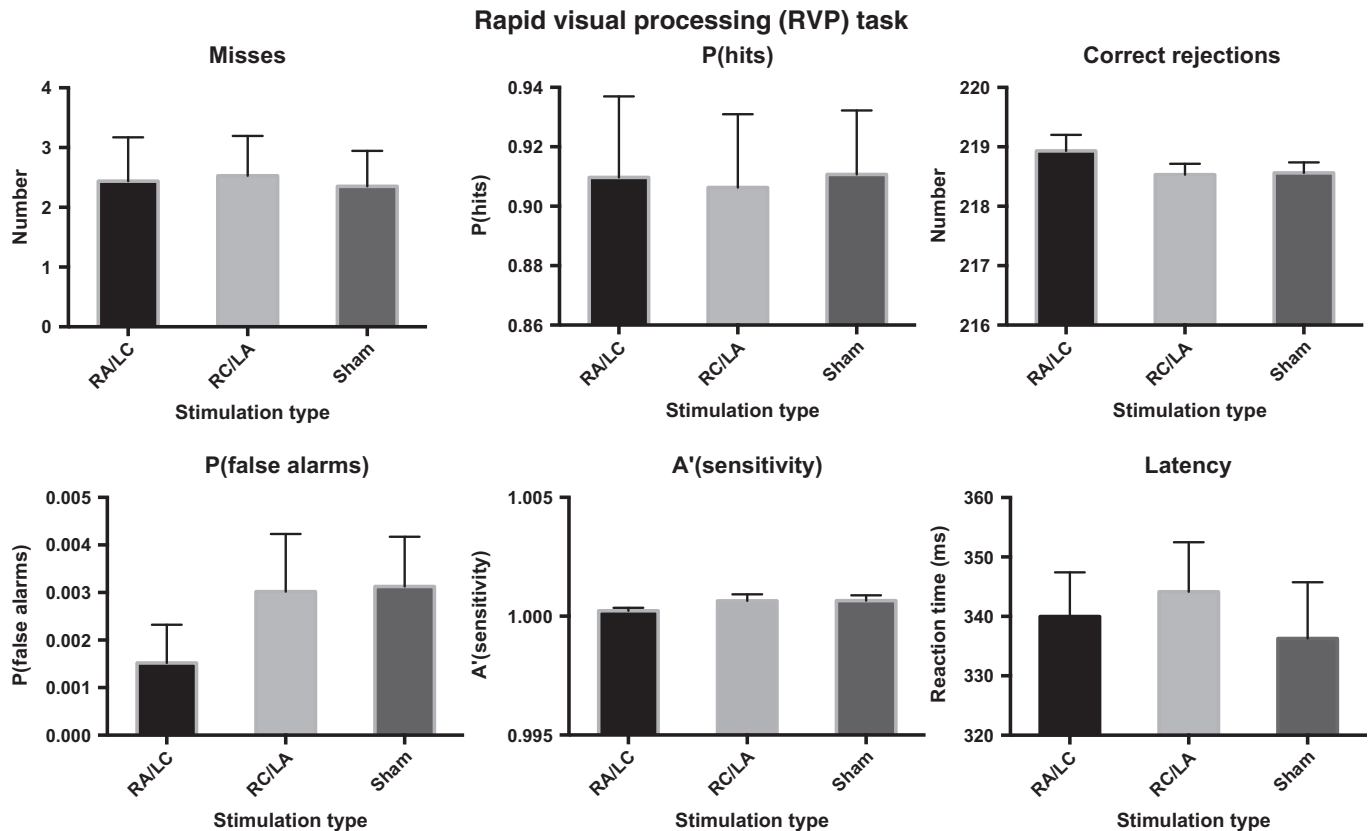 Rapid visual processing (RVP) task
Misses
Number
4
3
2
1
0
RA/LC
RC/LA
Sham
Stimulation type
P(hits)
P(hits)
0.94
0.92
0.90
0.88
0.86
RA/LC
RC/LA
Sham
Stimulation type
Correct rejections
Number
220
219
218
217
216
RA/LC
RC/LA
Sham
Stimulation type
P(false alarms)
P(false alarms)
0.005
0.004
0.003
0.002
0.001
0.000
RA/LC
RC/LA
Sham
Stimulation type
A'(sensitivity)
A'(sensitivity)
1.005
1.000
0.995
RA/LC
RC/LA
Sham
Stimulation type
Latency
Reaction time (ms)
360
350
340
330
320
RA/LC
RC/LA
Sham
Stimulation type